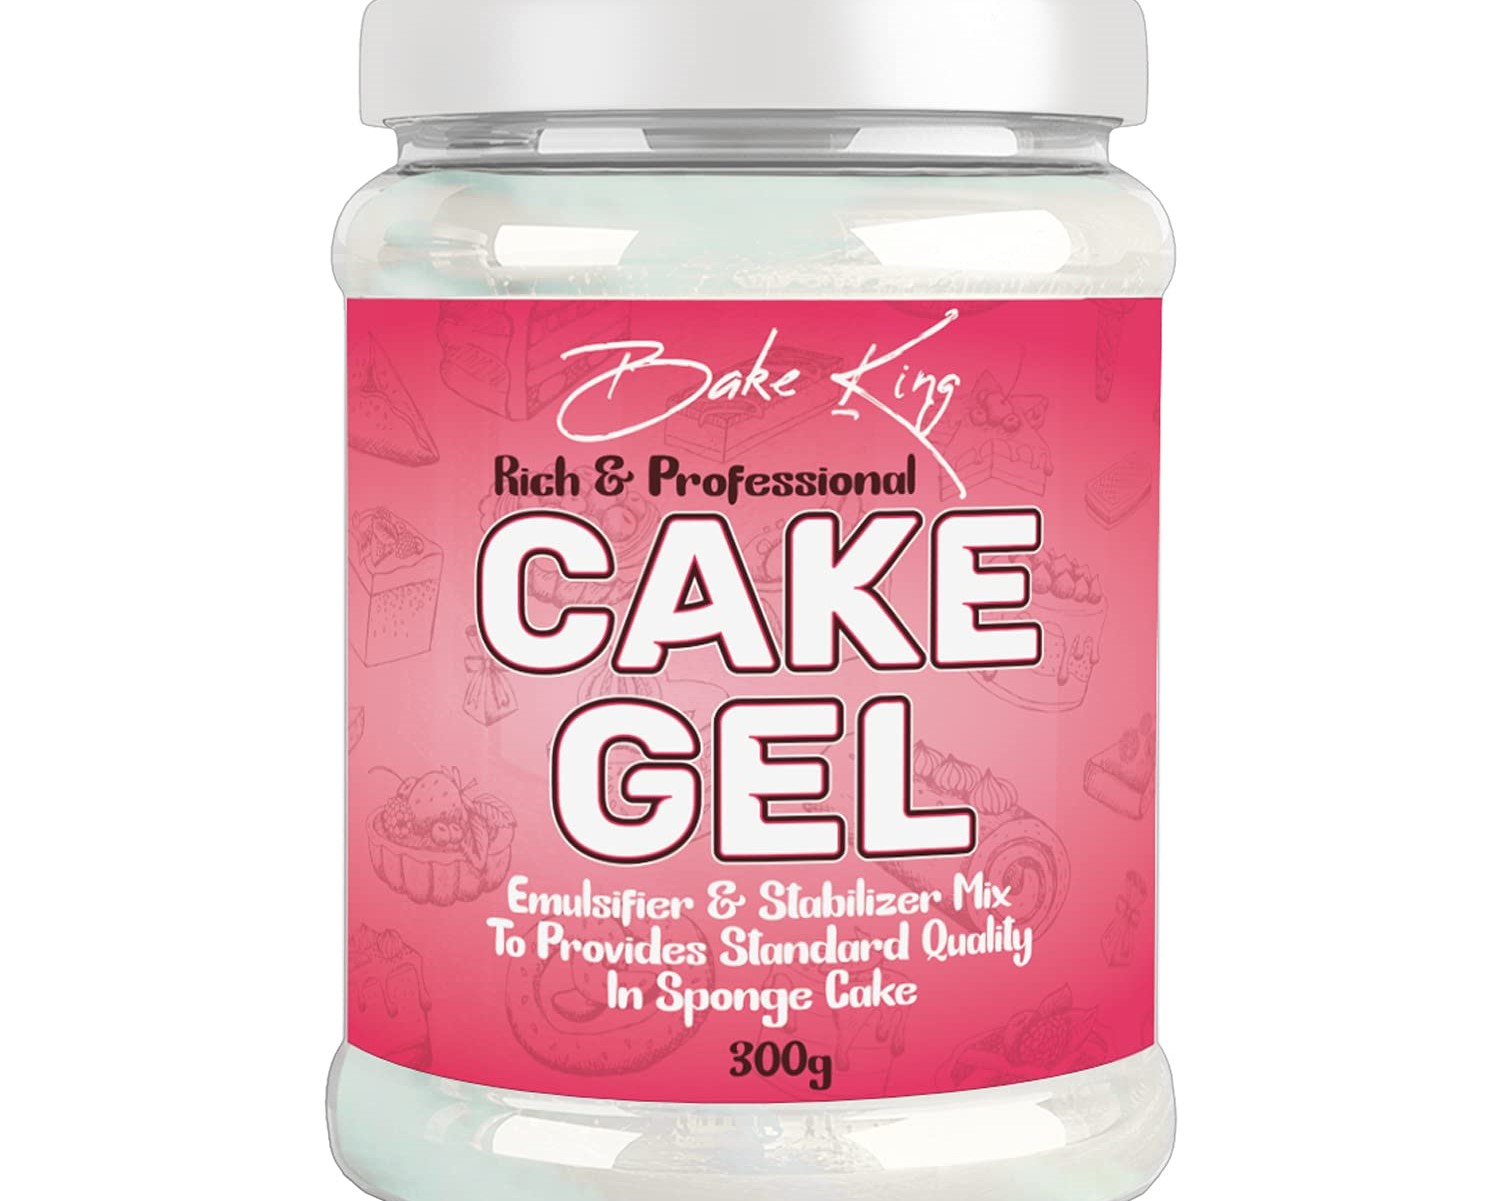 Bake King
Rich & Professional
CAKE
GEL
Emulsifier & Stabilizer Mix
To Provides Standard Quality
In Sponge Cake
300g